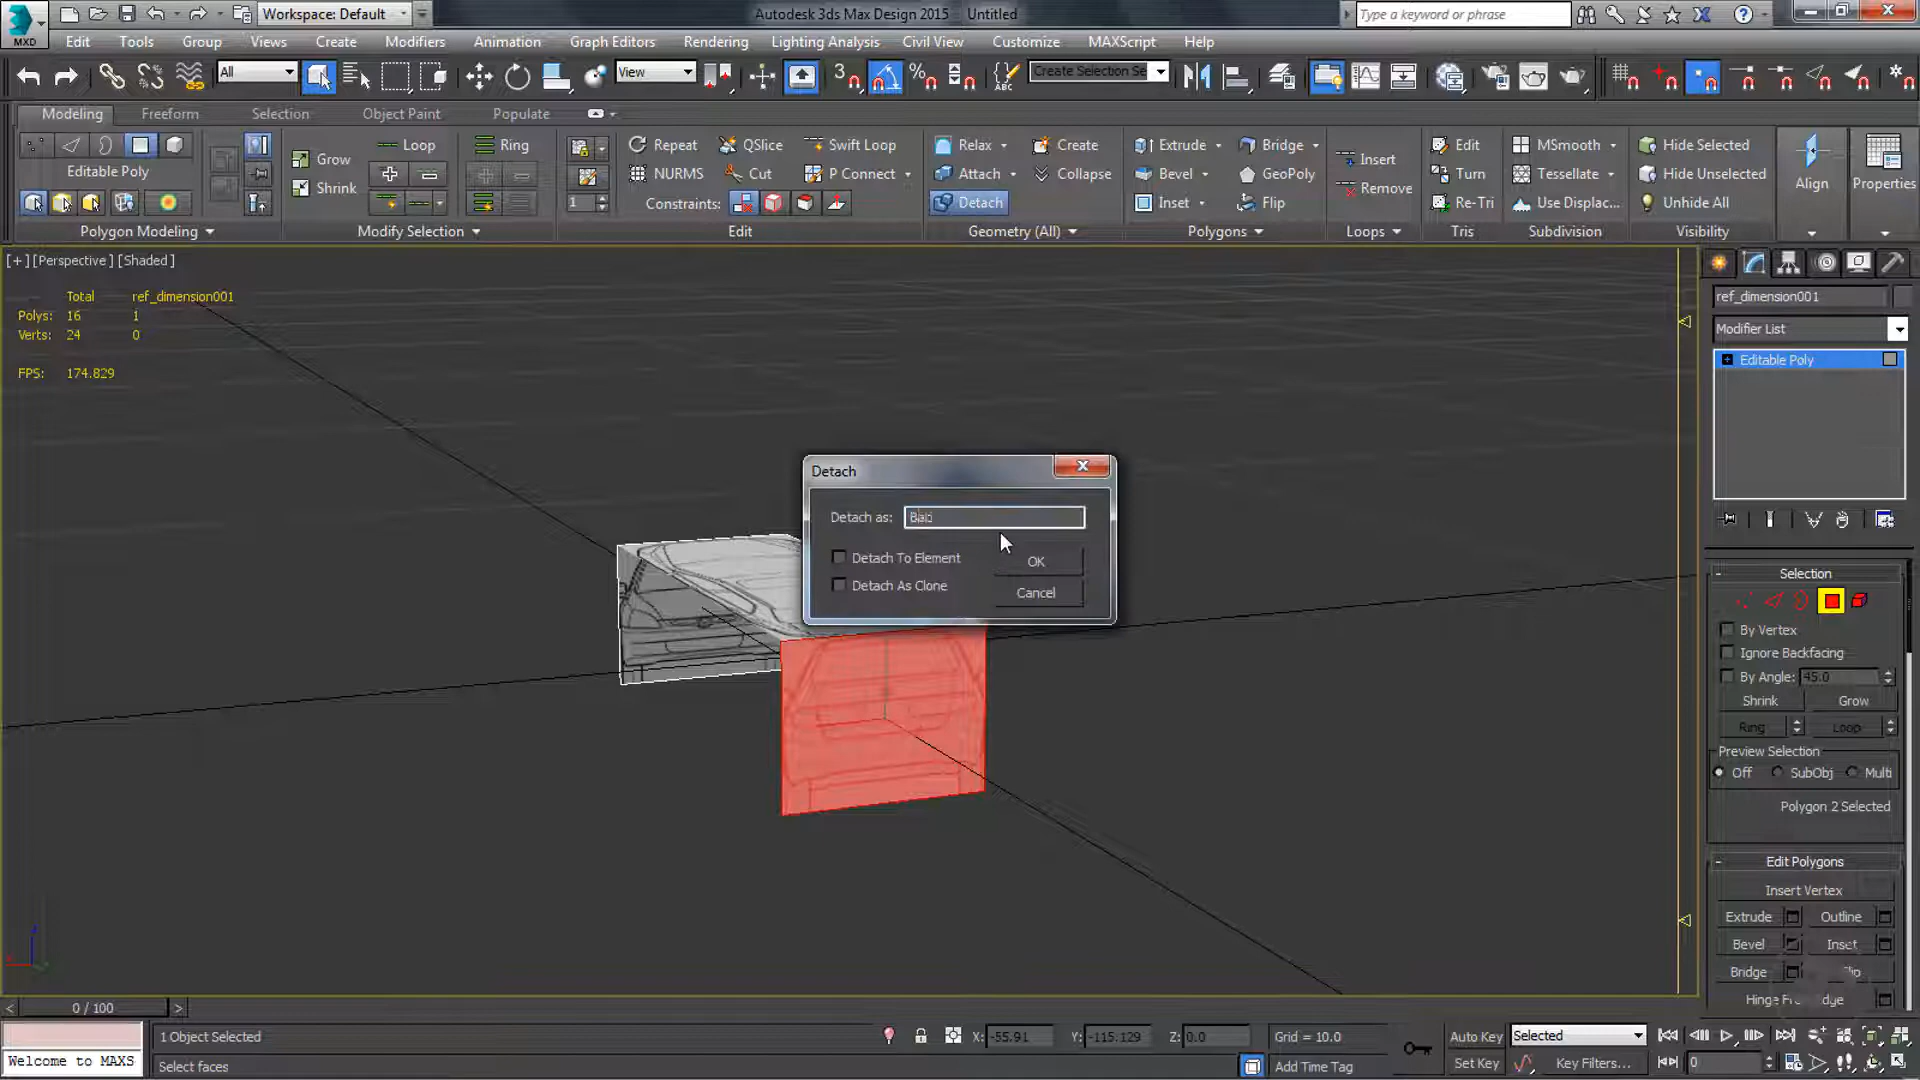 Workspace: Default
Autodesk 3ds Max Design 2015 Untitled
Type a keyword or phrase
MXD
Edit Tools Group Views Create Modifiers Animation Graph Editors Rendering Lighting Analysis Civil View Customize MAXScript Help
All View Create Selection Se
Modeling Freeform Selection Object Paint Populate
Grow Loop Ring Repeat QSlice Swift Loop Relax Create Extrude Bridge Insert Edit MSmooth Hide Selected
Editable Poly Shrink NURMS Cut P Connect Attach Collapse Bevel GeoPoly Remove Turn Tessellate Hide Unselected Align Properties
1 Constraints: Detach Inset Flip Re-Tri Use Displac... Unhide All
Polygon Modeling Modify Selection Edit Geometry (All) Polygons Loops Tris Subdivision Visibility
[+] [Perspective] [Shaded]
Total ref_dimension001
Polys: 16 1
Verts: 24 0
FPS: 174.829
ref_dimension001
Modifier List
Editable Poly
Detach
Detach as:
Detach To Element OK
Detach As Clone Cancel
Selection
By Vertex
Ignore Backfacing
By Angle: 45.0
Shrink Grow
Ring Loop
Preview Selection
Off SubObj Multi
Polygon 2 Selected
Edit Polygons
Insert Vertex
Extrude Outline
Bevel Inset
Bridge
0 / 100
1 Object Selected X: -55.91 Y: -115.129 Z: 0.0 Grid = 10.0 Auto Key Selected
Welcome to MAXS Select faces Add Time Tag Set Key Key Filters... 0